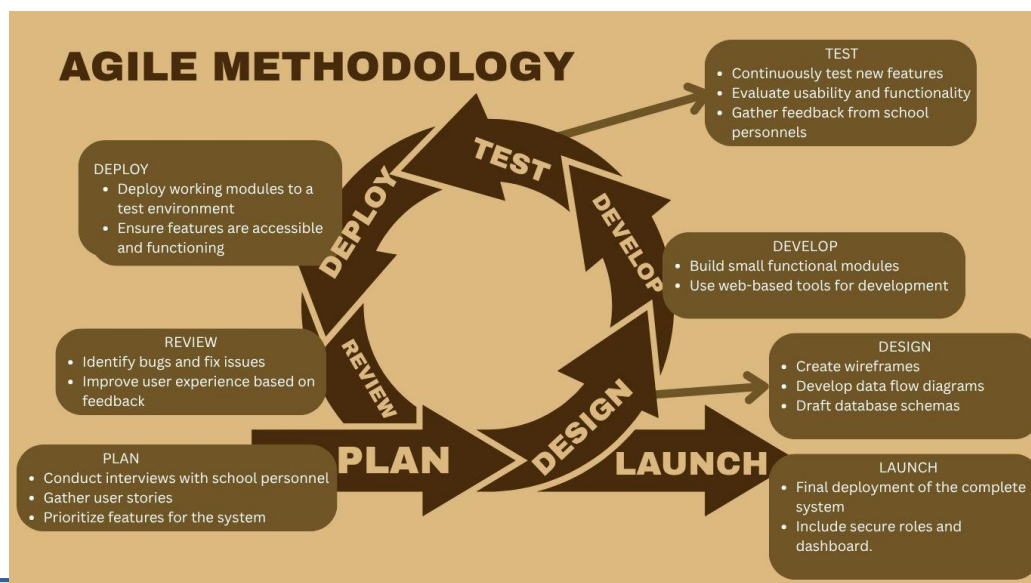 AGILE METHODOLOGY
TEST
• Continuously test new features
• Evaluate usability and functionality
• Gather feedback from school
personnels
DEPLOY
• Deploy working modules to a
test environment
• Ensure features are accessible
and functioning
TEST
DEPLOY
DEVELOP
DEVELOP
• Build small functional modules
• Use web-based tools for development
REVIEW
• Identify bugs and fix issues
• Improve user experience based on
feedback
REVIEW
DESIGN
DESIGN
• Create wireframes
• Develop data flow diagrams
• Draft database schemas
PLAN
• Conduct interviews with school personnel
• Gather user stories
• Prioritize features for the system
PLAN
LAUNCH
LAUNCH
• Final deployment of the complete
system
• Include secure roles and
dashboard.